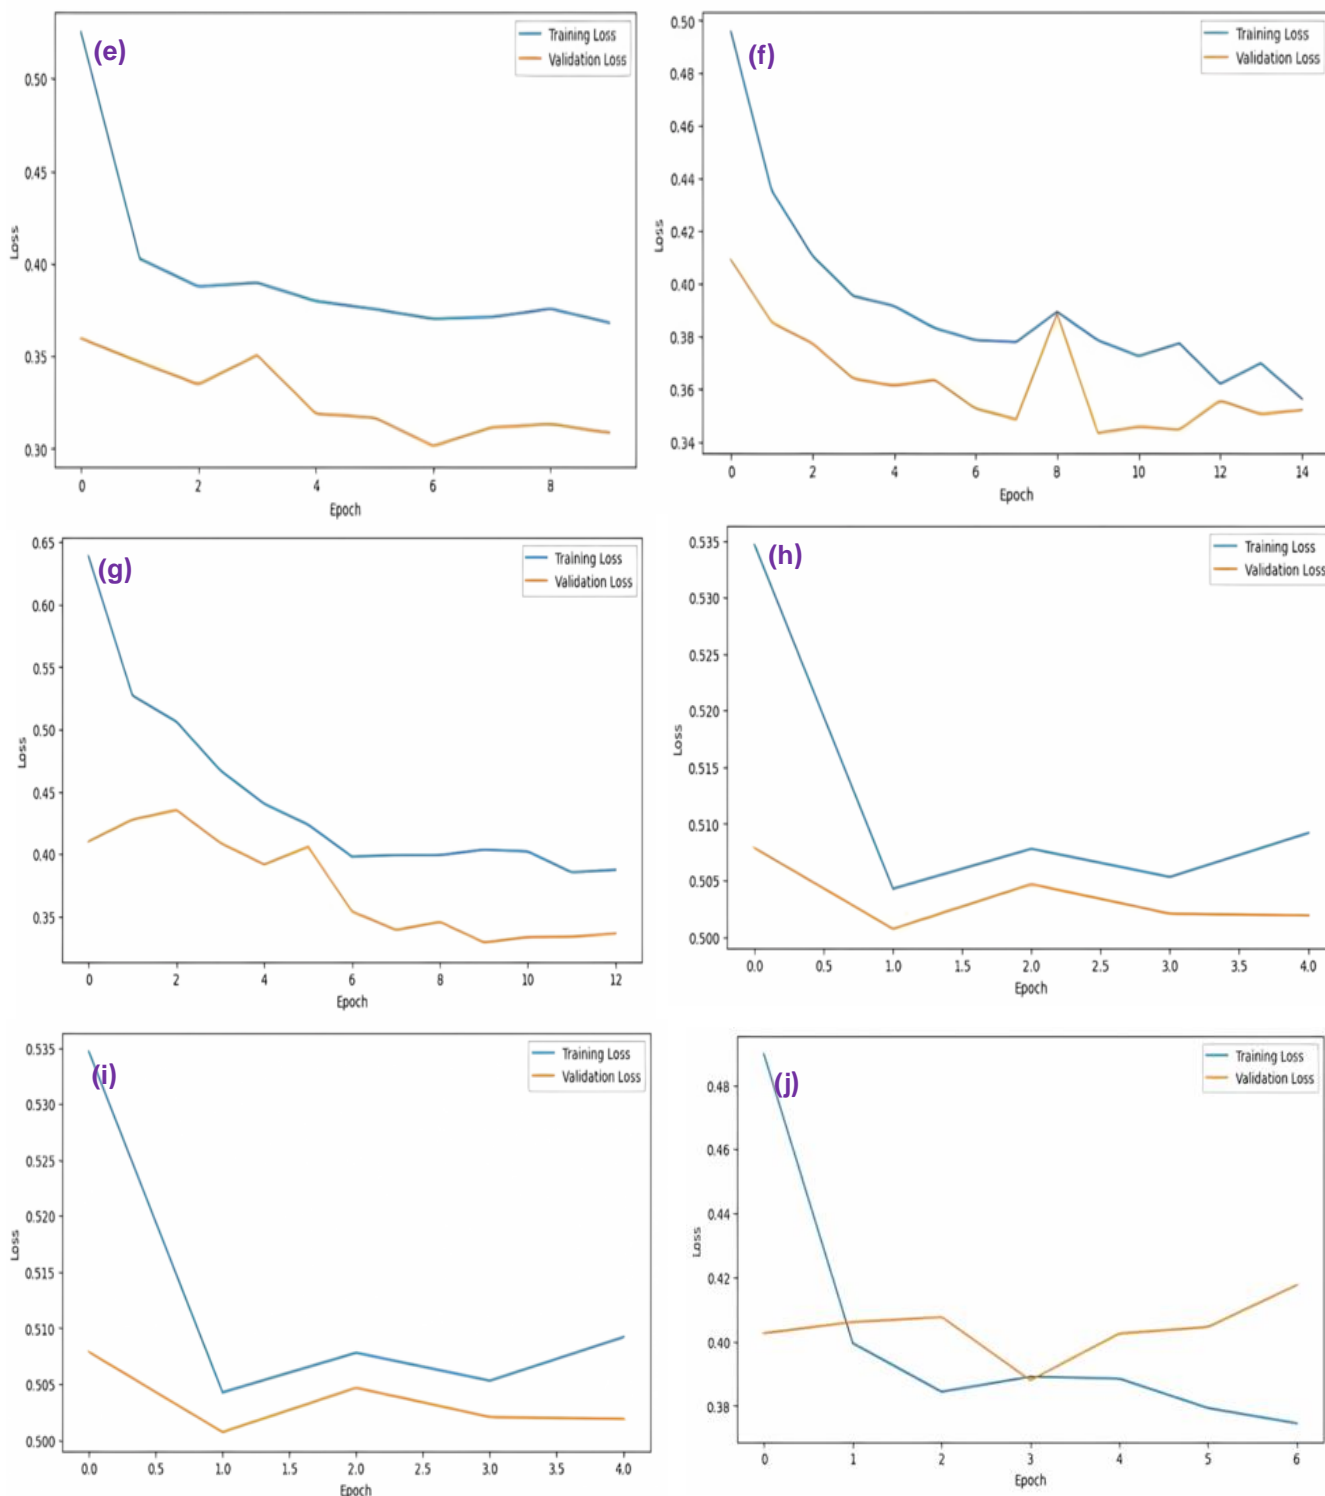 (e)
Training Loss
Validation Loss
0.50
0.45
0.40
0.35
0.30
Loss
0 2 4 6 8
Epoch
(f)
Training Loss
Validation Loss
0.50
0.48
0.46
0.44
0.42
0.40
0.38
0.36
0.34
Loss
0 2 4 6 8 10 12 14
Epoch
(g)
Training Loss
Validation Loss
0.65
0.60
0.55
0.50
0.45
0.40
0.35
Loss
0 2 4 6 8 10 12
Epoch
(h)
Training Loss
Validation Loss
0.535
0.530
0.525
0.520
0.515
0.510
0.505
0.500
Loss
0.0 0.5 1.0 1.5 2.0 2.5 3.0 3.5 4.0
Epoch
(i)
Training Loss
Validation Loss
0.535
0.530
0.525
0.520
0.515
0.510
0.505
0.500
Loss
0.0 0.5 1.0 1.5 2.0 2.5 3.0 3.5 4.0
Epoch
(j)
Training Loss
Validation Loss
0.48
0.46
0.44
0.42
0.40
0.38
Loss
0 1 2 3 4 5 6
Epoch